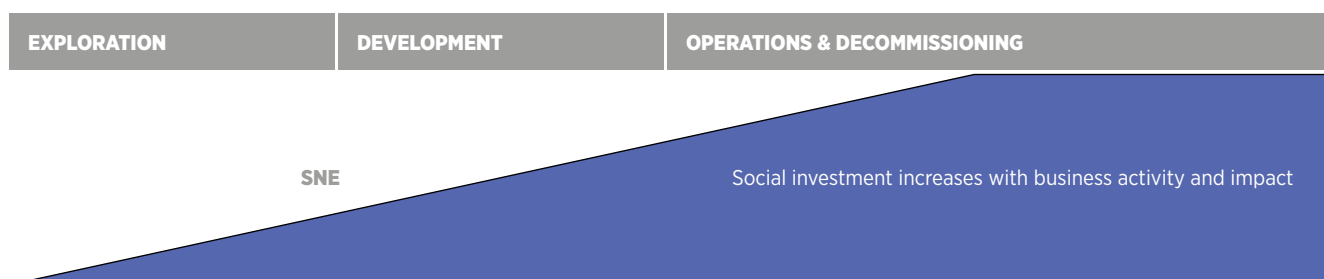 EXPLORATION
DEVELOPMENT
OPERATIONS & DECOMMISSIONING
SNE
Social investment increases with business activity and impact